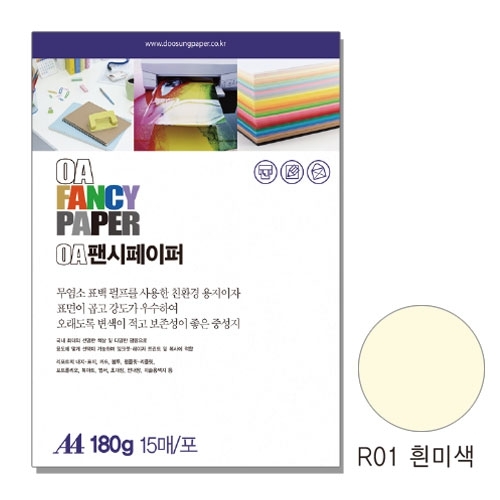 www.doosungpaper.co.kr
OA
FANCY
PAPER
OA팬시페이퍼
무염소 표백 펄프를 사용한 친환경 용지이자
표면이 곱고 강도가 우수하여
오래도록 변색이 적고 보존성이 좋은 중성지
A4 180g 15매/포
R01 흰미색